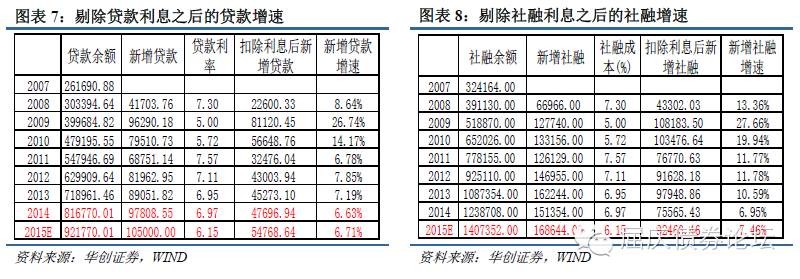 图表 7：剔除贷款利息之后的贷款增速
贷款余额 新增贷款 贷款利率 扣除利息后新增贷款 新增贷款增速
2007 261690.88
2008 303394.64 41703.76 7.30 22600.33 8.64%
2009 399684.82 96290.18 5.00 81120.45 26.74%
2010 479195.55 79510.73 5.72 56648.76 14.17%
2011 547946.69 68751.14 7.57 32476.04 6.78%
2012 629909.64 81962.95 7.11 43003.94 7.85%
2013 718961.46 89051.82 6.95 45273.10 7.19%
2014 816770.01 97808.55 6.97 47696.94 6.63%
2015E 921770.01 105000.00 6.15 54768.64 6.71%
资料来源：华创证券，WIND
图表 8：剔除社融利息之后的社融增速
社融余额 新增社融 社融成本(%) 扣除利息后新增社融 新增社融增速
2007 324164.00
2008 391130.00 66966.00 7.30 43302.03 13.36%
2009 518870.00 127740.00 5.00 108183.50 27.66%
2010 652026.00 133156.00 5.72 103476.64 19.94%
2011 778155.00 126129.00 7.57 76770.63 11.77%
2012 925110.00 146955.00 7.11 91628.18 11.78%
2013 1087354.00 162244.00 6.95 97948.86 10.59%
2014 1238708.00 151354.00 6.97 75565.43 6.95%
2015E 1407352.00 168644.00 6.15 7.46%
资料来源：华创证券，WIND
屈庆债券论坛